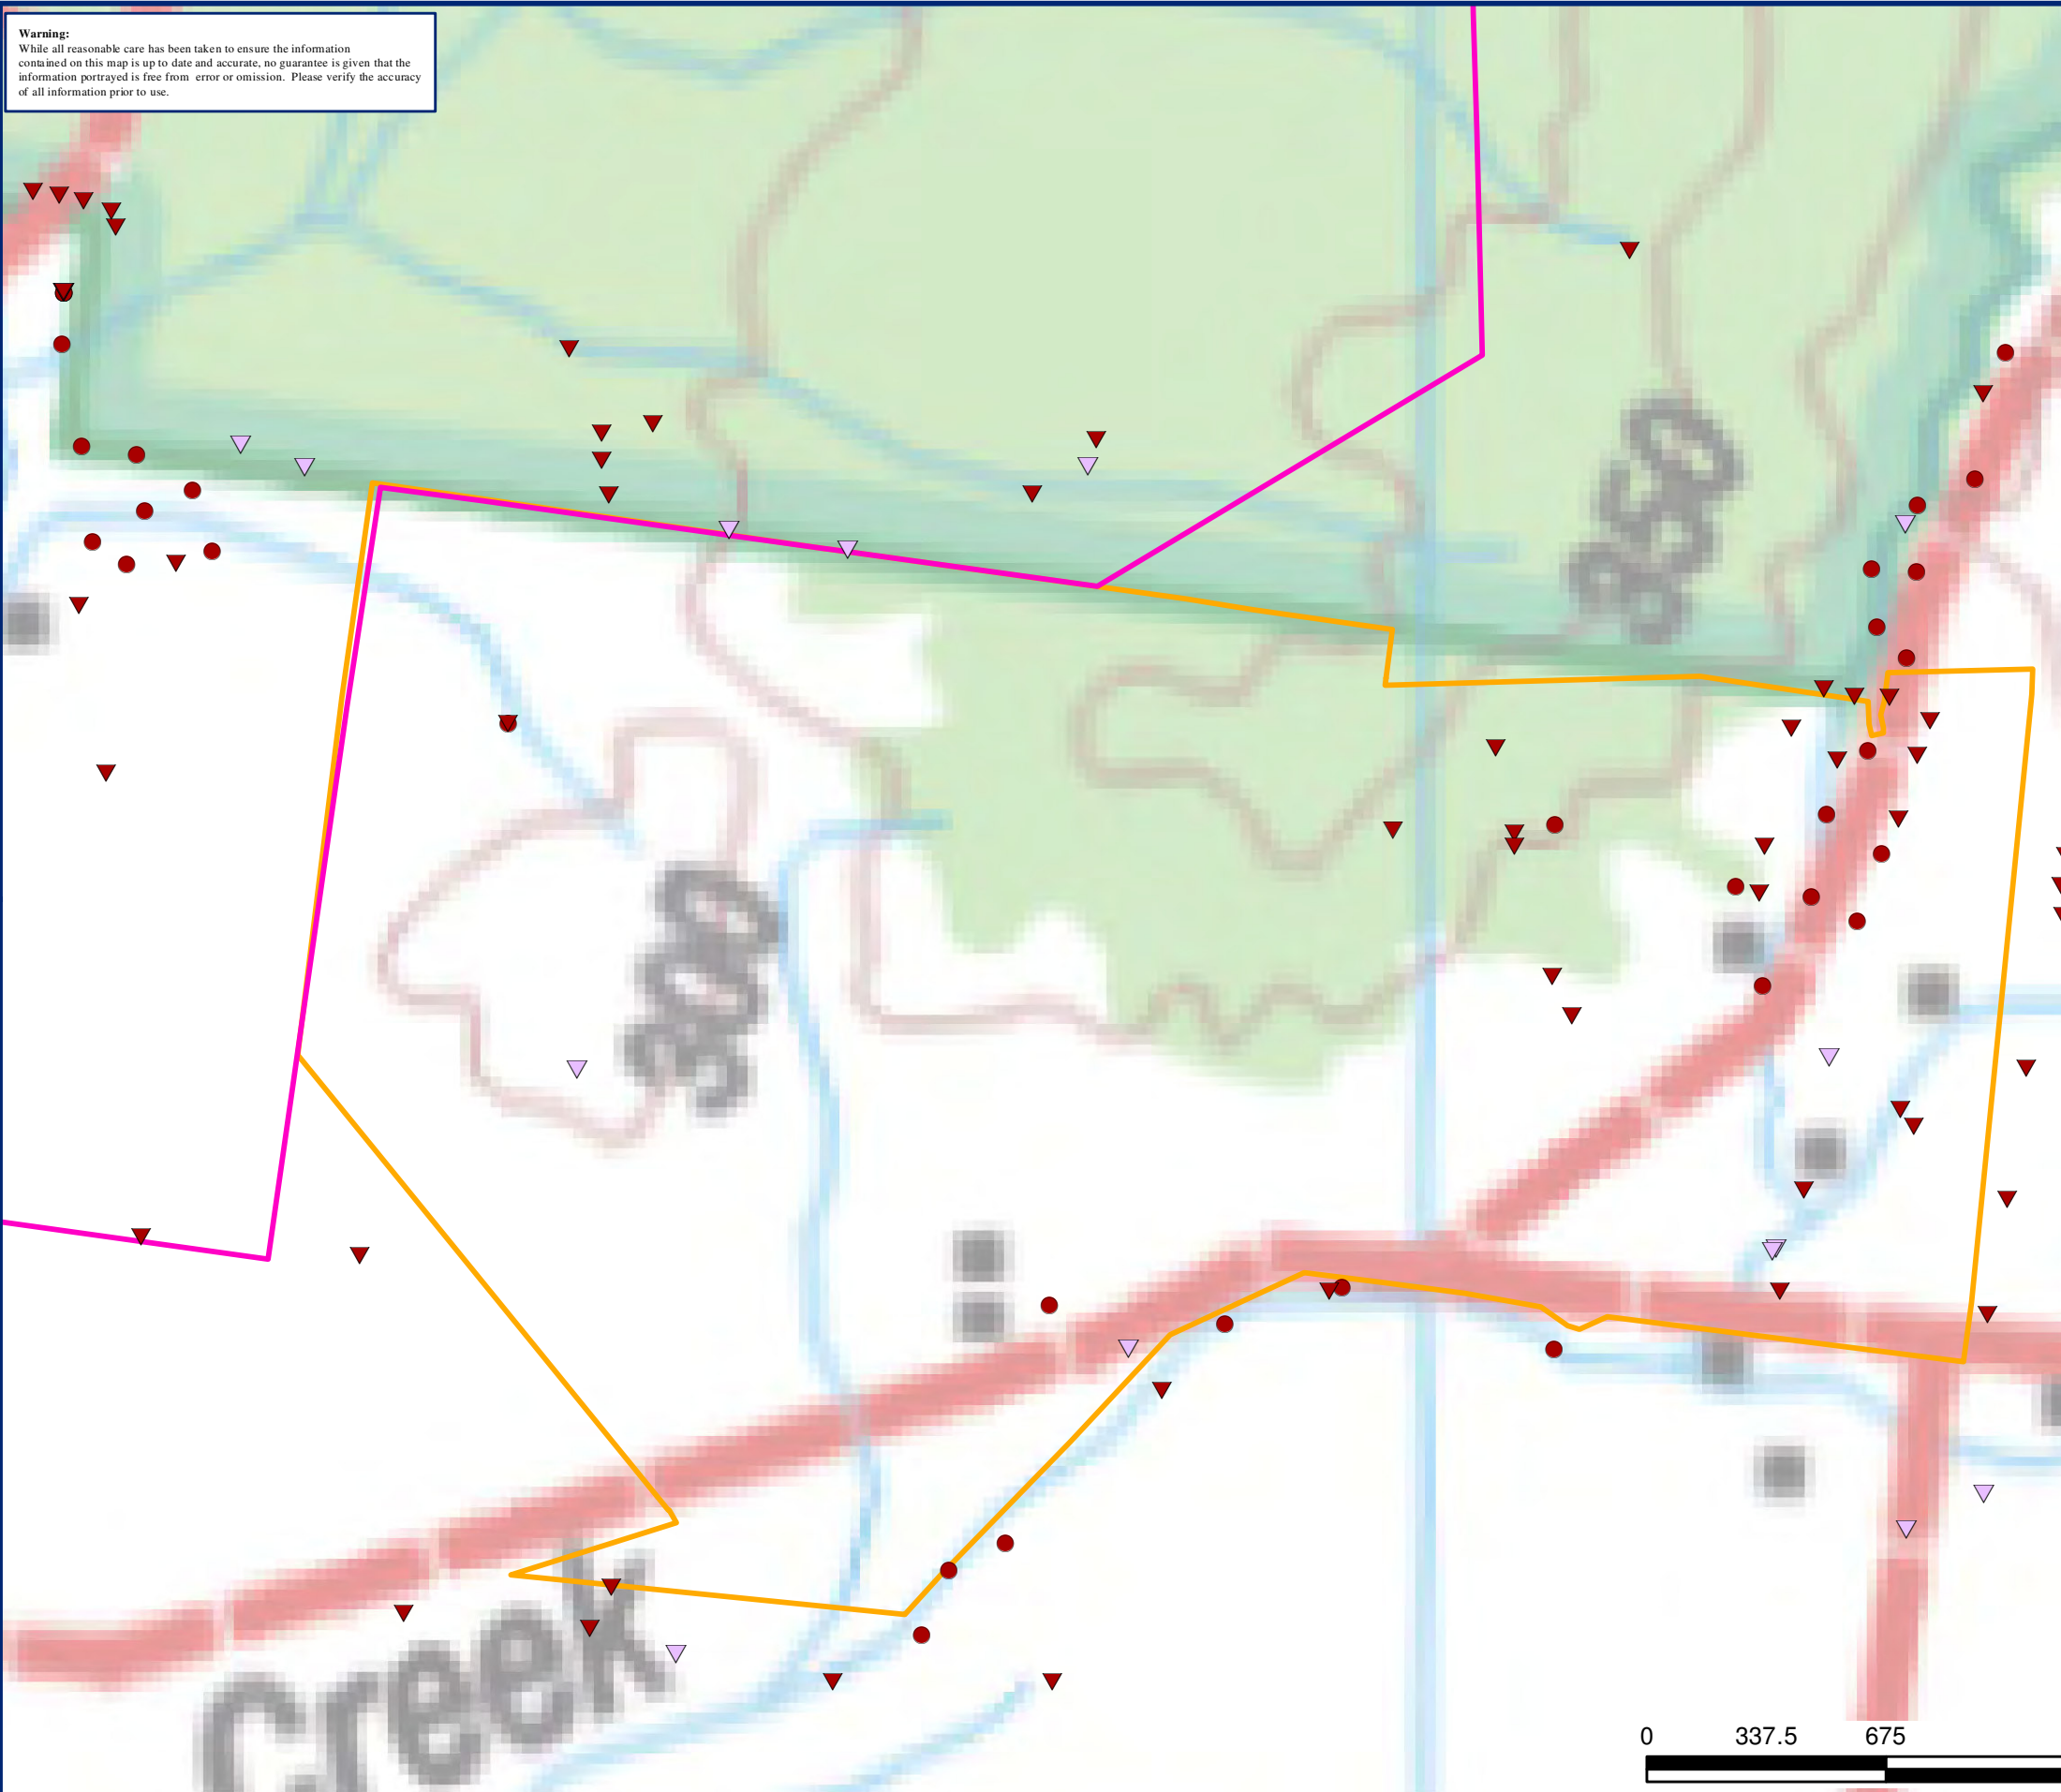 Warning:
While all reasonable care has been taken to ensure the information
contained on this map is up to date and accurate, no guarantee is given that the
information portrayed is free from error or omission. Please verify the accuracy
of all information prior to use.
350
300
Creek
0 337.5 675